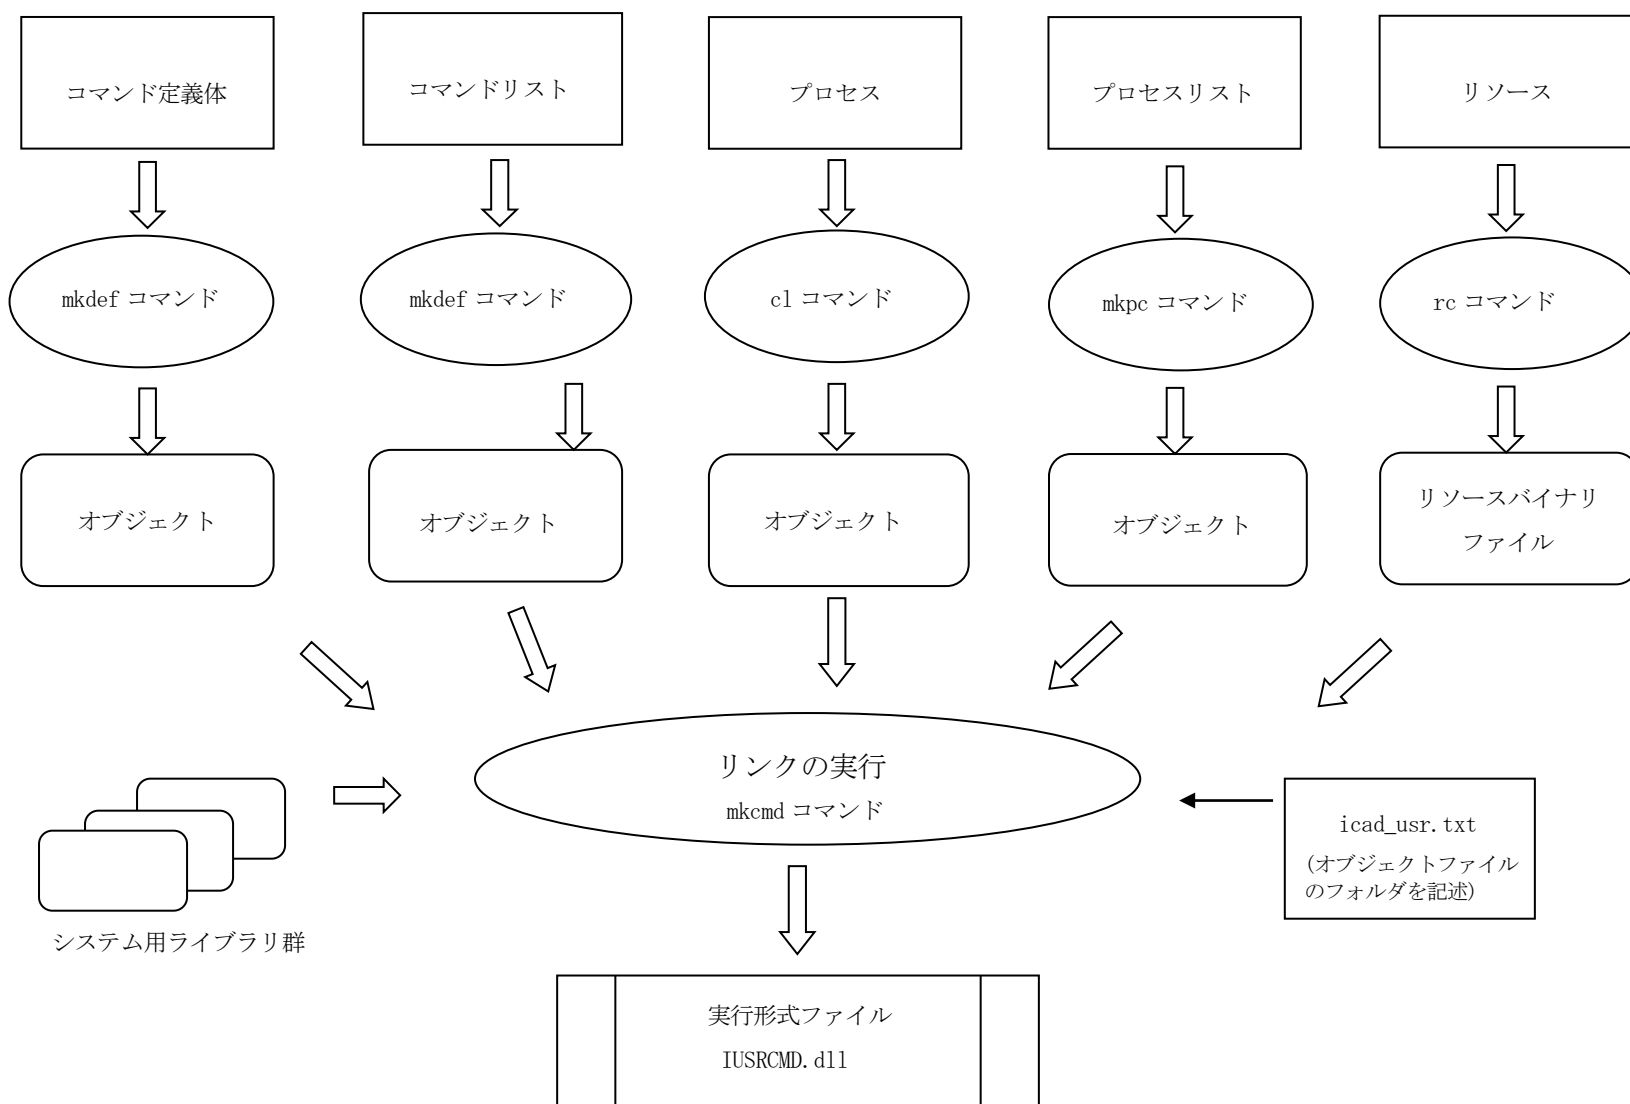 コマンド定義体
コマンドリスト
プロセス
プロセスリスト
リソース
mkdef コマンド
mkdef コマンド
cl コマンド
mkpc コマンド
rc コマンド
オブジェクト
オブジェクト
オブジェクト
オブジェクト
リソースバイナリ
ファイル
リンクの実行
mkcmd コマンド
システム用ライブラリ群
icad_usr.txt
(オブジェクトファイル
のフォルダを記述)
実行形式ファイル
IUSRCMD.dll